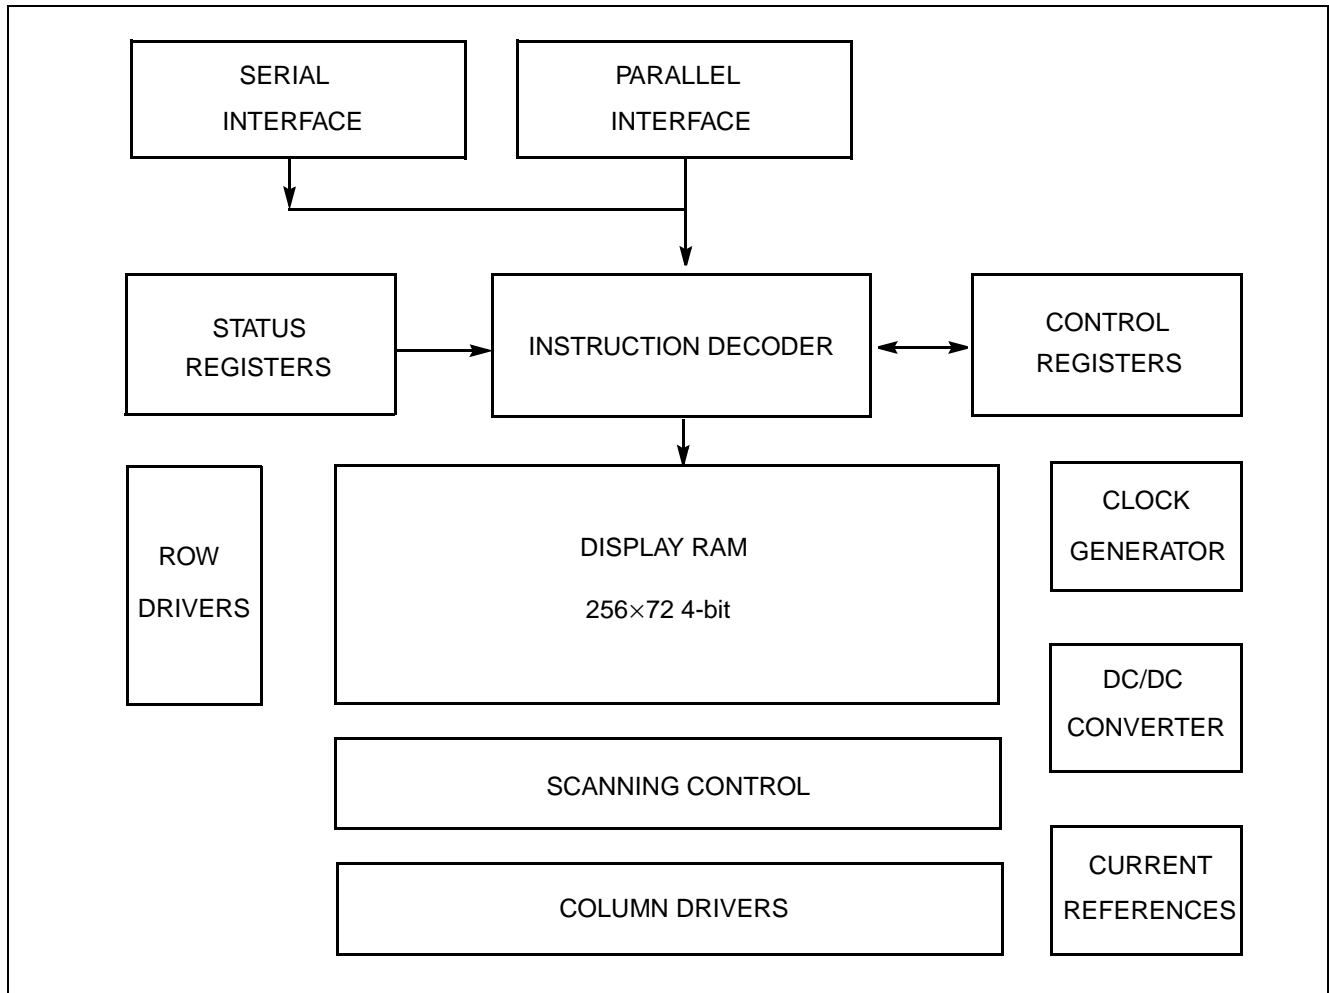 SERIAL
INTERFACE
PARALLEL
INTERFACE
STATUS
REGISTERS
INSTRUCTION DECODER
CONTROL
REGISTERS
ROW
DRIVERS
DISPLAY RAM
256×72 4-bit
CLOCK
GENERATOR
DC/DC
CONVERTER
SCANNING CONTROL
COLUMN DRIVERS
CURRENT
REFERENCES